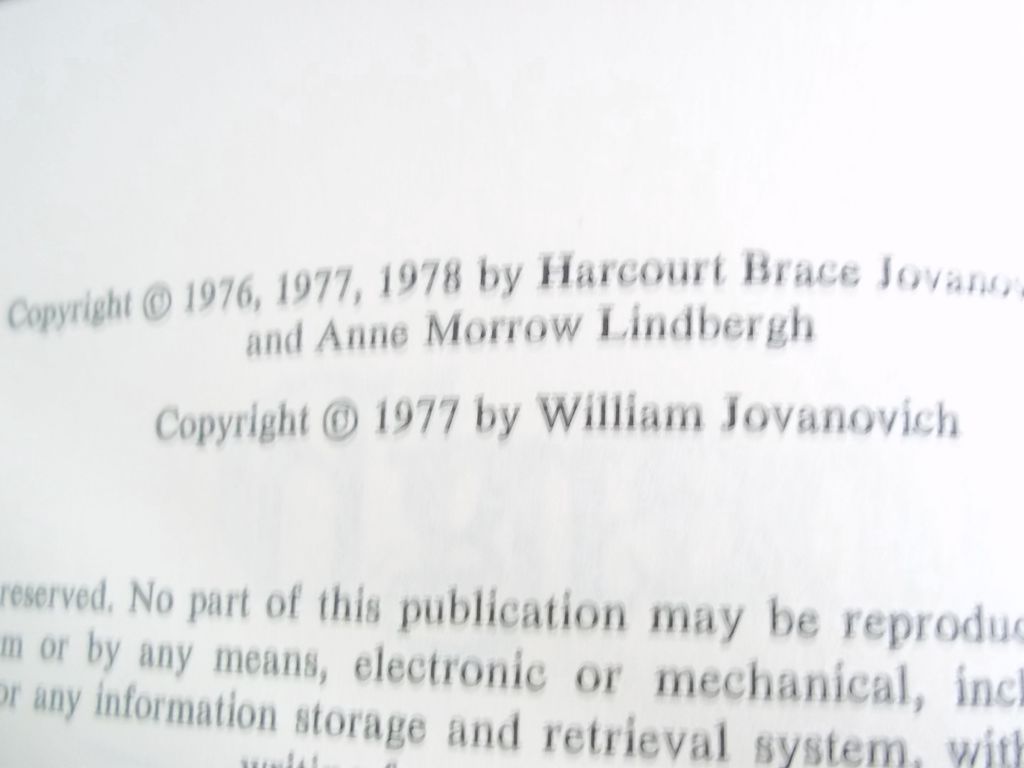 Copyright © 1976, 1977, 1978 by Harcourt Brace
and Anne Morrow Lindbergh
Copyright © 1977 by William Jovanovich
reserved. No part of this publication may be
or by any means, electronic or mechanical,
or any information storage and retrieval system,